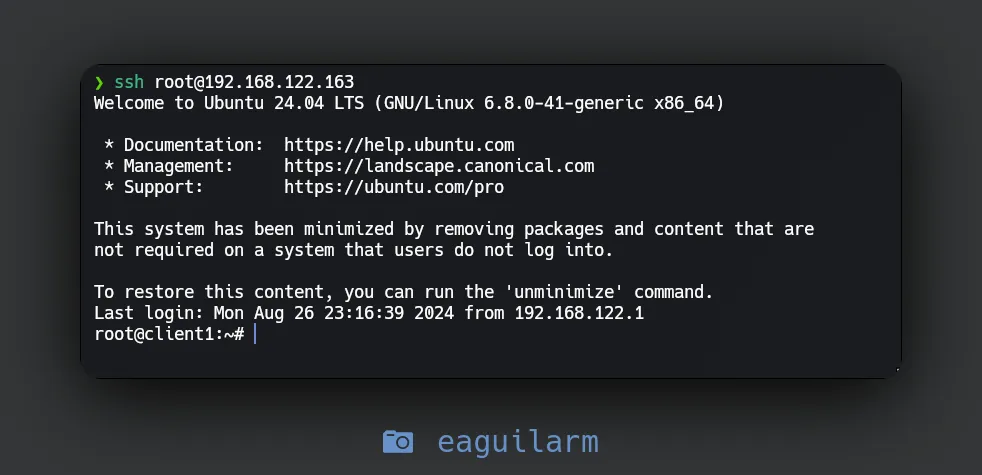 ❯ ssh root@192.168.122.163
Welcome to Ubuntu 24.04 LTS (GNU/Linux 6.8.0-41-generic x86_64)
* Documentation:  https://help.ubuntu.com
* Management:     https://landscape.canonical.com
* Support:        https://ubuntu.com/pro
This system has been minimized by removing packages and content that are
not required on a system that users do not log into.
To restore this content, you can run the 'unminimize' command.
Last login: Mon Aug 26 23:16:39 2024 from 192.168.122.1
root@client1:~#
eaguilarm